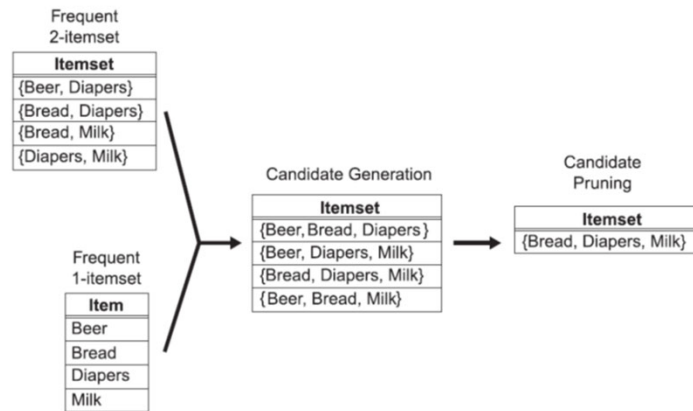 Frequent
2-itemset
Itemset
{Beer, Diapers}
{Bread, Diapers}
{Bread, Milk}
{Diapers, Milk}
Frequent
1-itemset
Item
Beer
Bread
Diapers
Milk
Candidate Generation
Itemset
{Beer, Bread, Diapers}
{Beer, Diapers, Milk}
{Bread, Diapers, Milk}
{Beer, Bread, Milk}
Candidate
Pruning
Itemset
{Bread, Diapers, Milk}